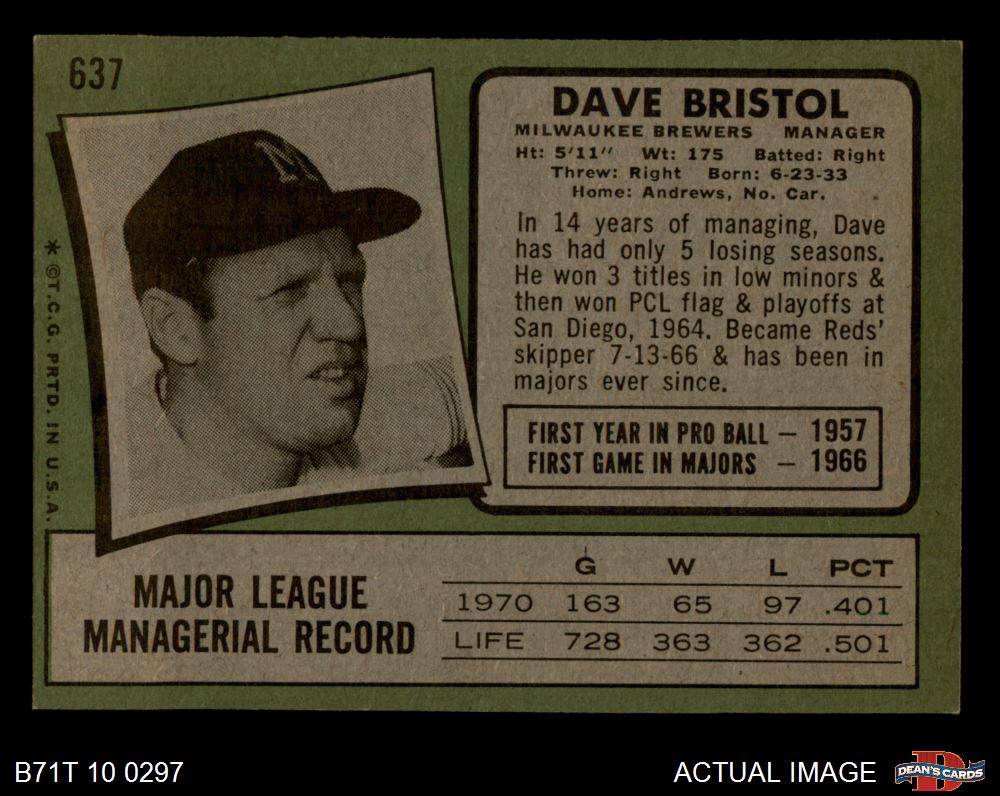 637
DAVE BRISTOL
MILWAUKEE BREWERS MANAGER
Ht: 5'11" Wt: 175 Batted: Right
Threw: Right Born: 6-23-33
Home: Andrews, No. Car.
In 14 years of managing, Dave
has had only 5 losing seasons.
He won 3 titles in low minors &
then won PCL flag & playoffs at
San Diego, 1964. Became Reds'
skipper 7-13-66 & has been in
majors ever since.
FIRST YEAR IN PRO BALL — 1957
FIRST GAME IN MAJORS — 1966
M
* ©T.C.G. PRTD. IN U.S.A.
MAJOR LEAGUE
MANAGERIAL RECORD
G W L PCT
1970 163 65 97 .401
LIFE 728 363 362 .501
B71T 10 0297
ACTUAL IMAGE
D
DEAN'S CARDS